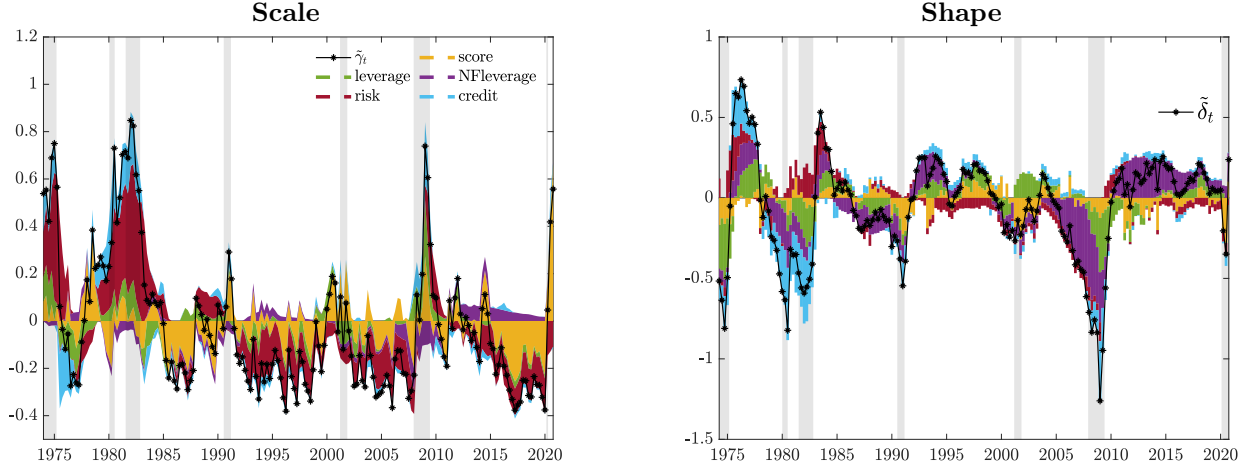 Scale
1.2
1
0.8
0.6
0.4
0.2
0
-0.2
-0.4
γ̃_t
leverage
risk
score
NFleverage
credit
1975 1980 1985 1990 1995 2000 2005 2010 2015 2020
Shape
1
0.5
0
-0.5
-1
-1.5
δ̃_t
1975 1980 1985 1990 1995 2000 2005 2010 2015 2020